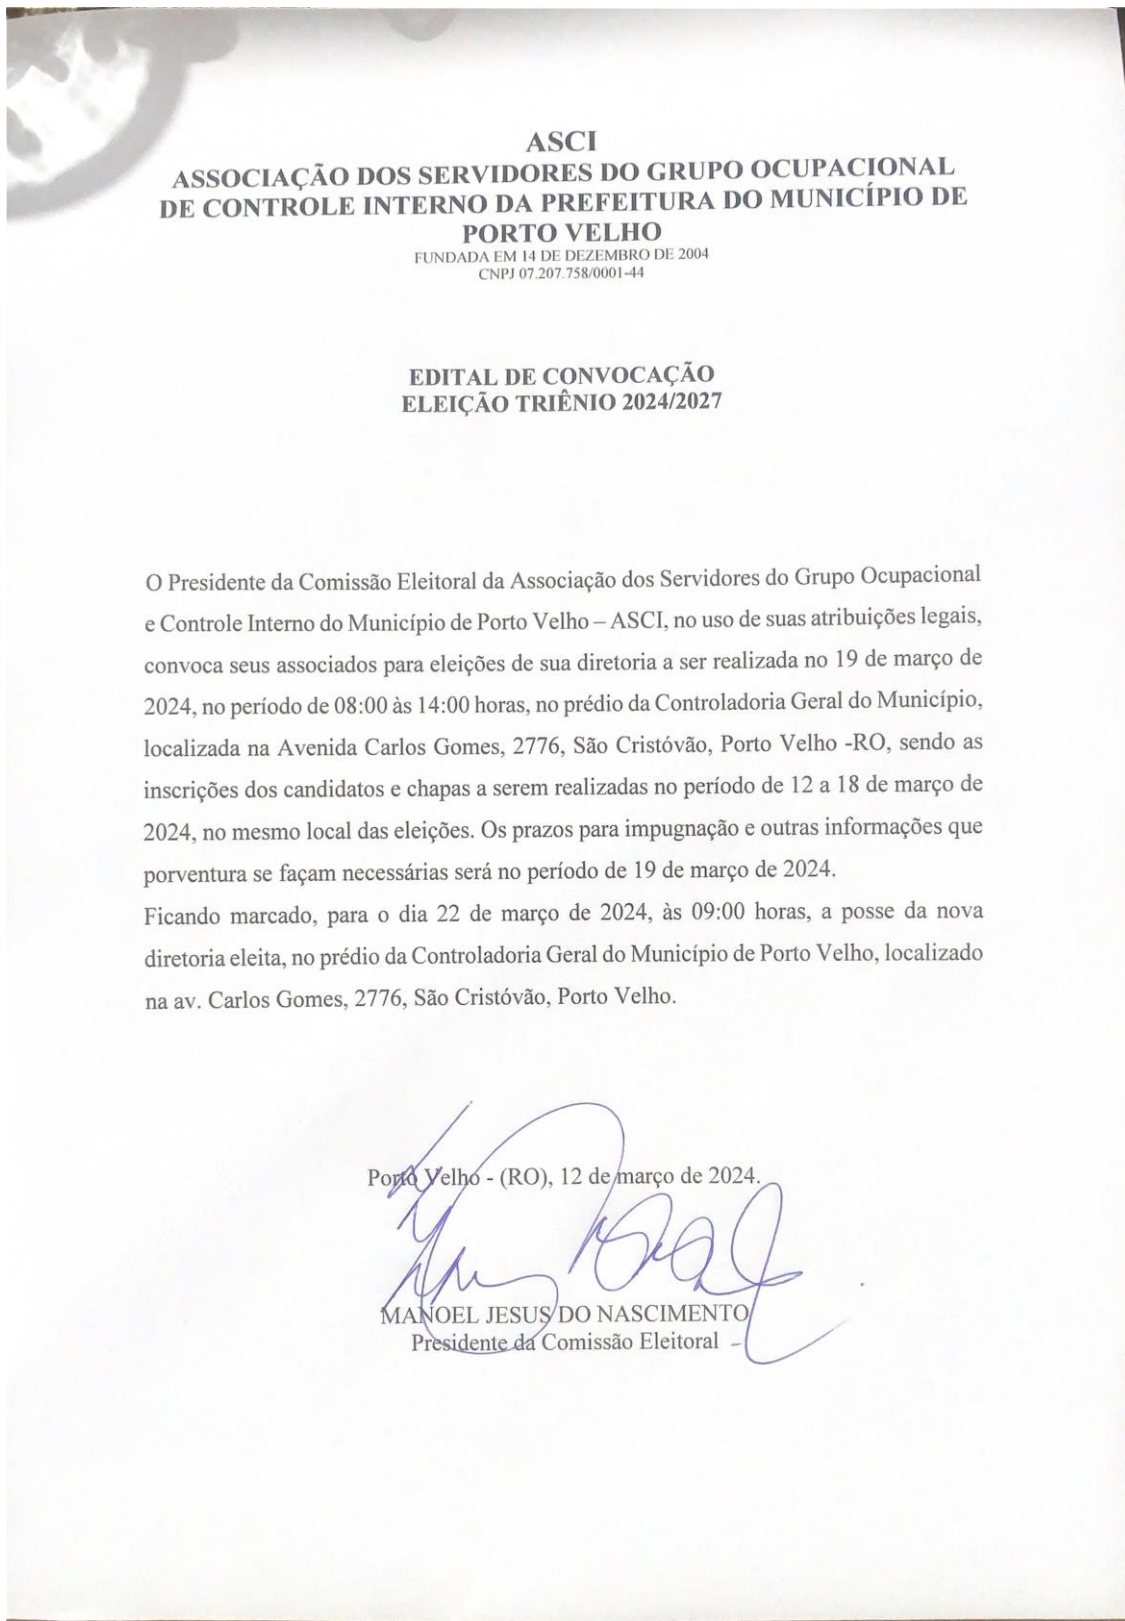 ASCI
ASSOCIAÇÃO DOS SERVIDORES DO GRUPO OCUPACIONAL
DE CONTROLE INTERNO DA PREFEITURA DO MUNICÍPIO DE
PORTO VELHO
FUNDADA EM 14 DE DEZEMBRO DE 2004
CNPJ 07.207.758/0001-44
EDITAL DE CONVOCAÇÃO
ELEIÇÃO TRIÊNIO 2024/2027
O Presidente da Comissão Eleitoral da Associação dos Servidores do Grupo Ocupacional
e Controle Interno do Município de Porto Velho – ASCI, no uso de suas atribuições legais,
convoca seus associados para eleições de sua diretoria a ser realizada no 19 de março de
2024, no período de 08:00 às 14:00 horas, no prédio da Controladoria Geral do Município,
localizada na Avenida Carlos Gomes, 2776, São Cristóvão, Porto Velho -RO, sendo as
inscrições dos candidatos e chapas a serem realizadas no período de 12 a 18 de março de
2024, no mesmo local das eleições. Os prazos para impugnação e outras informações que
porventura se façam necessárias será no período de 19 de março de 2024.
Ficando marcado, para o dia 22 de março de 2024, às 09:00 horas, a posse da nova
diretoria eleita, no prédio da Controladoria Geral do Município de Porto Velho, localizado
na av. Carlos Gomes, 2776, São Cristóvão, Porto Velho.
Porto Velho - (RO), 12 de março de 2024.
MANOEL JESUS DO NASCIMENTO
Presidente da Comissão Eleitoral